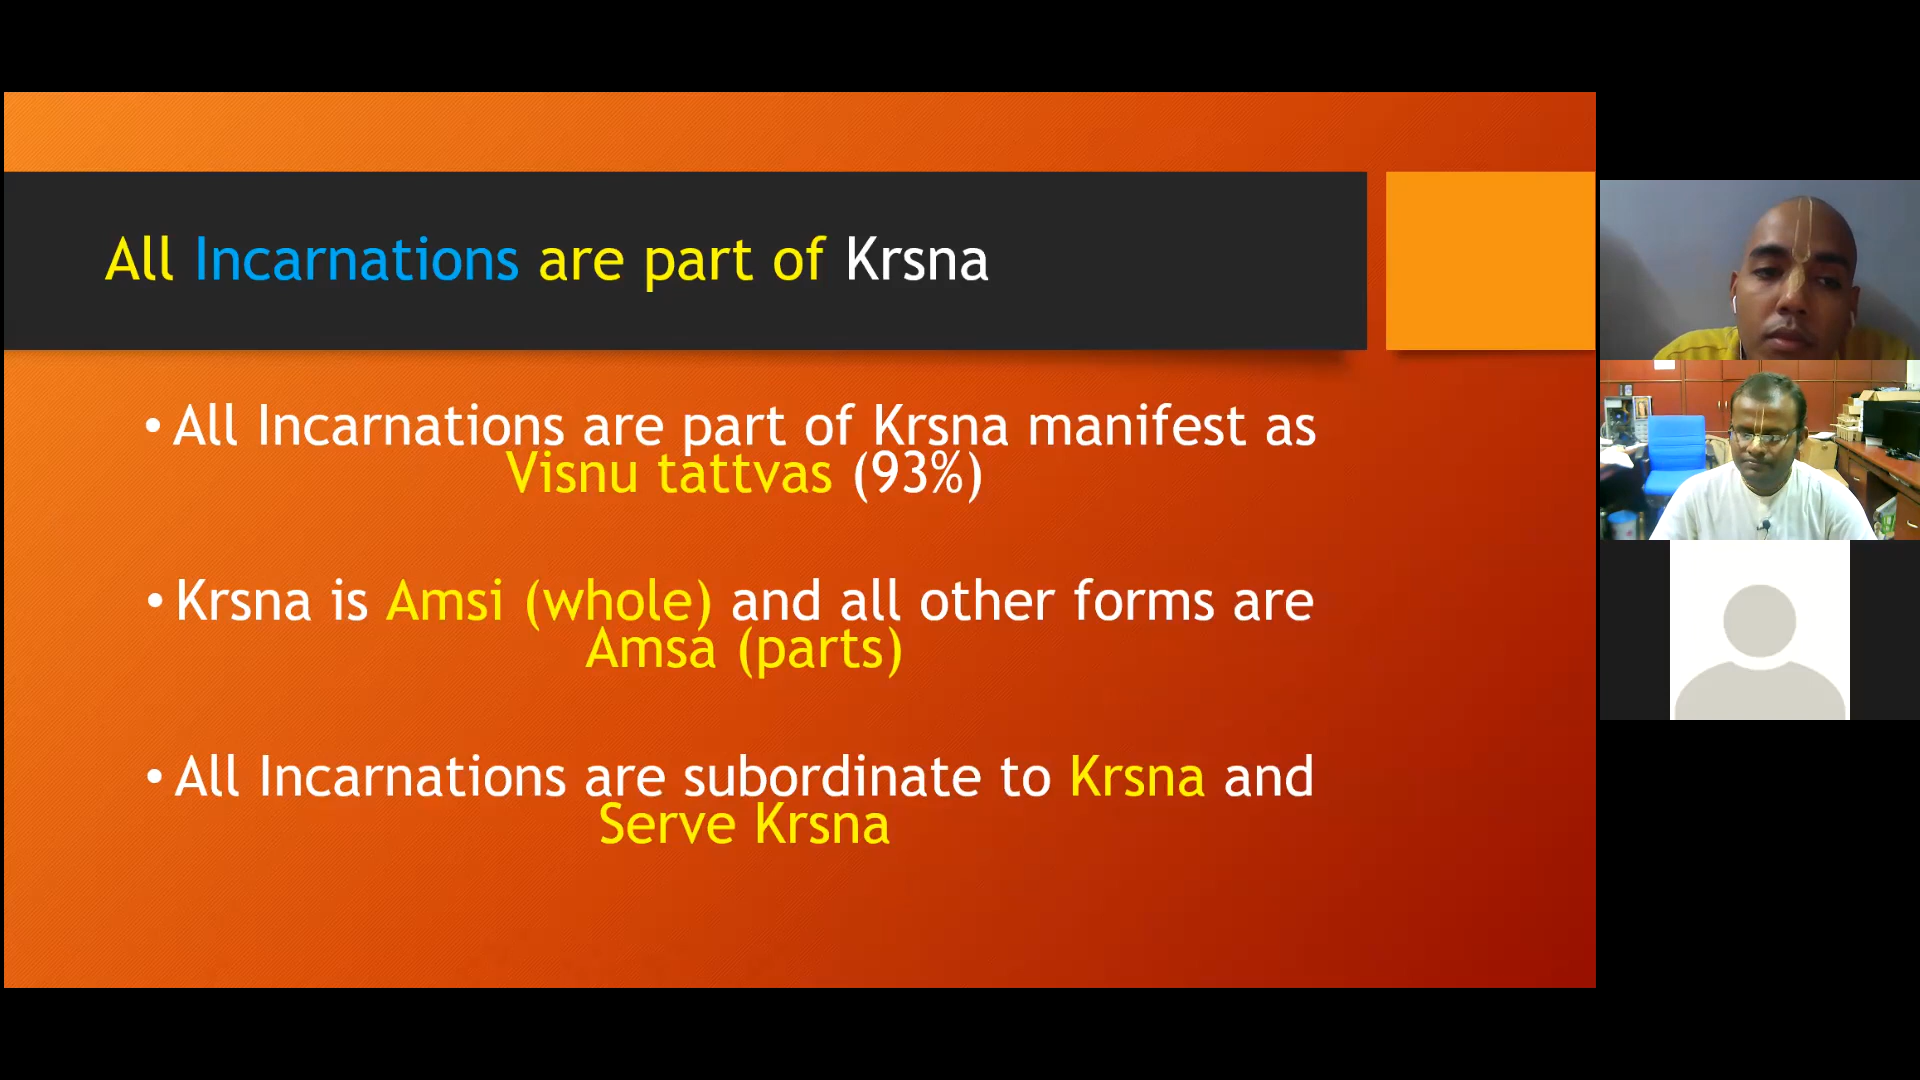 All Incarnations are part of Krsna
• All Incarnations are part of Krsna manifest as
Visnu tattvas (93%)
• Krsna is Amsi (whole) and all other forms are
Amsa (parts)
• All Incarnations are subordinate to Krsna and
Serve Krsna